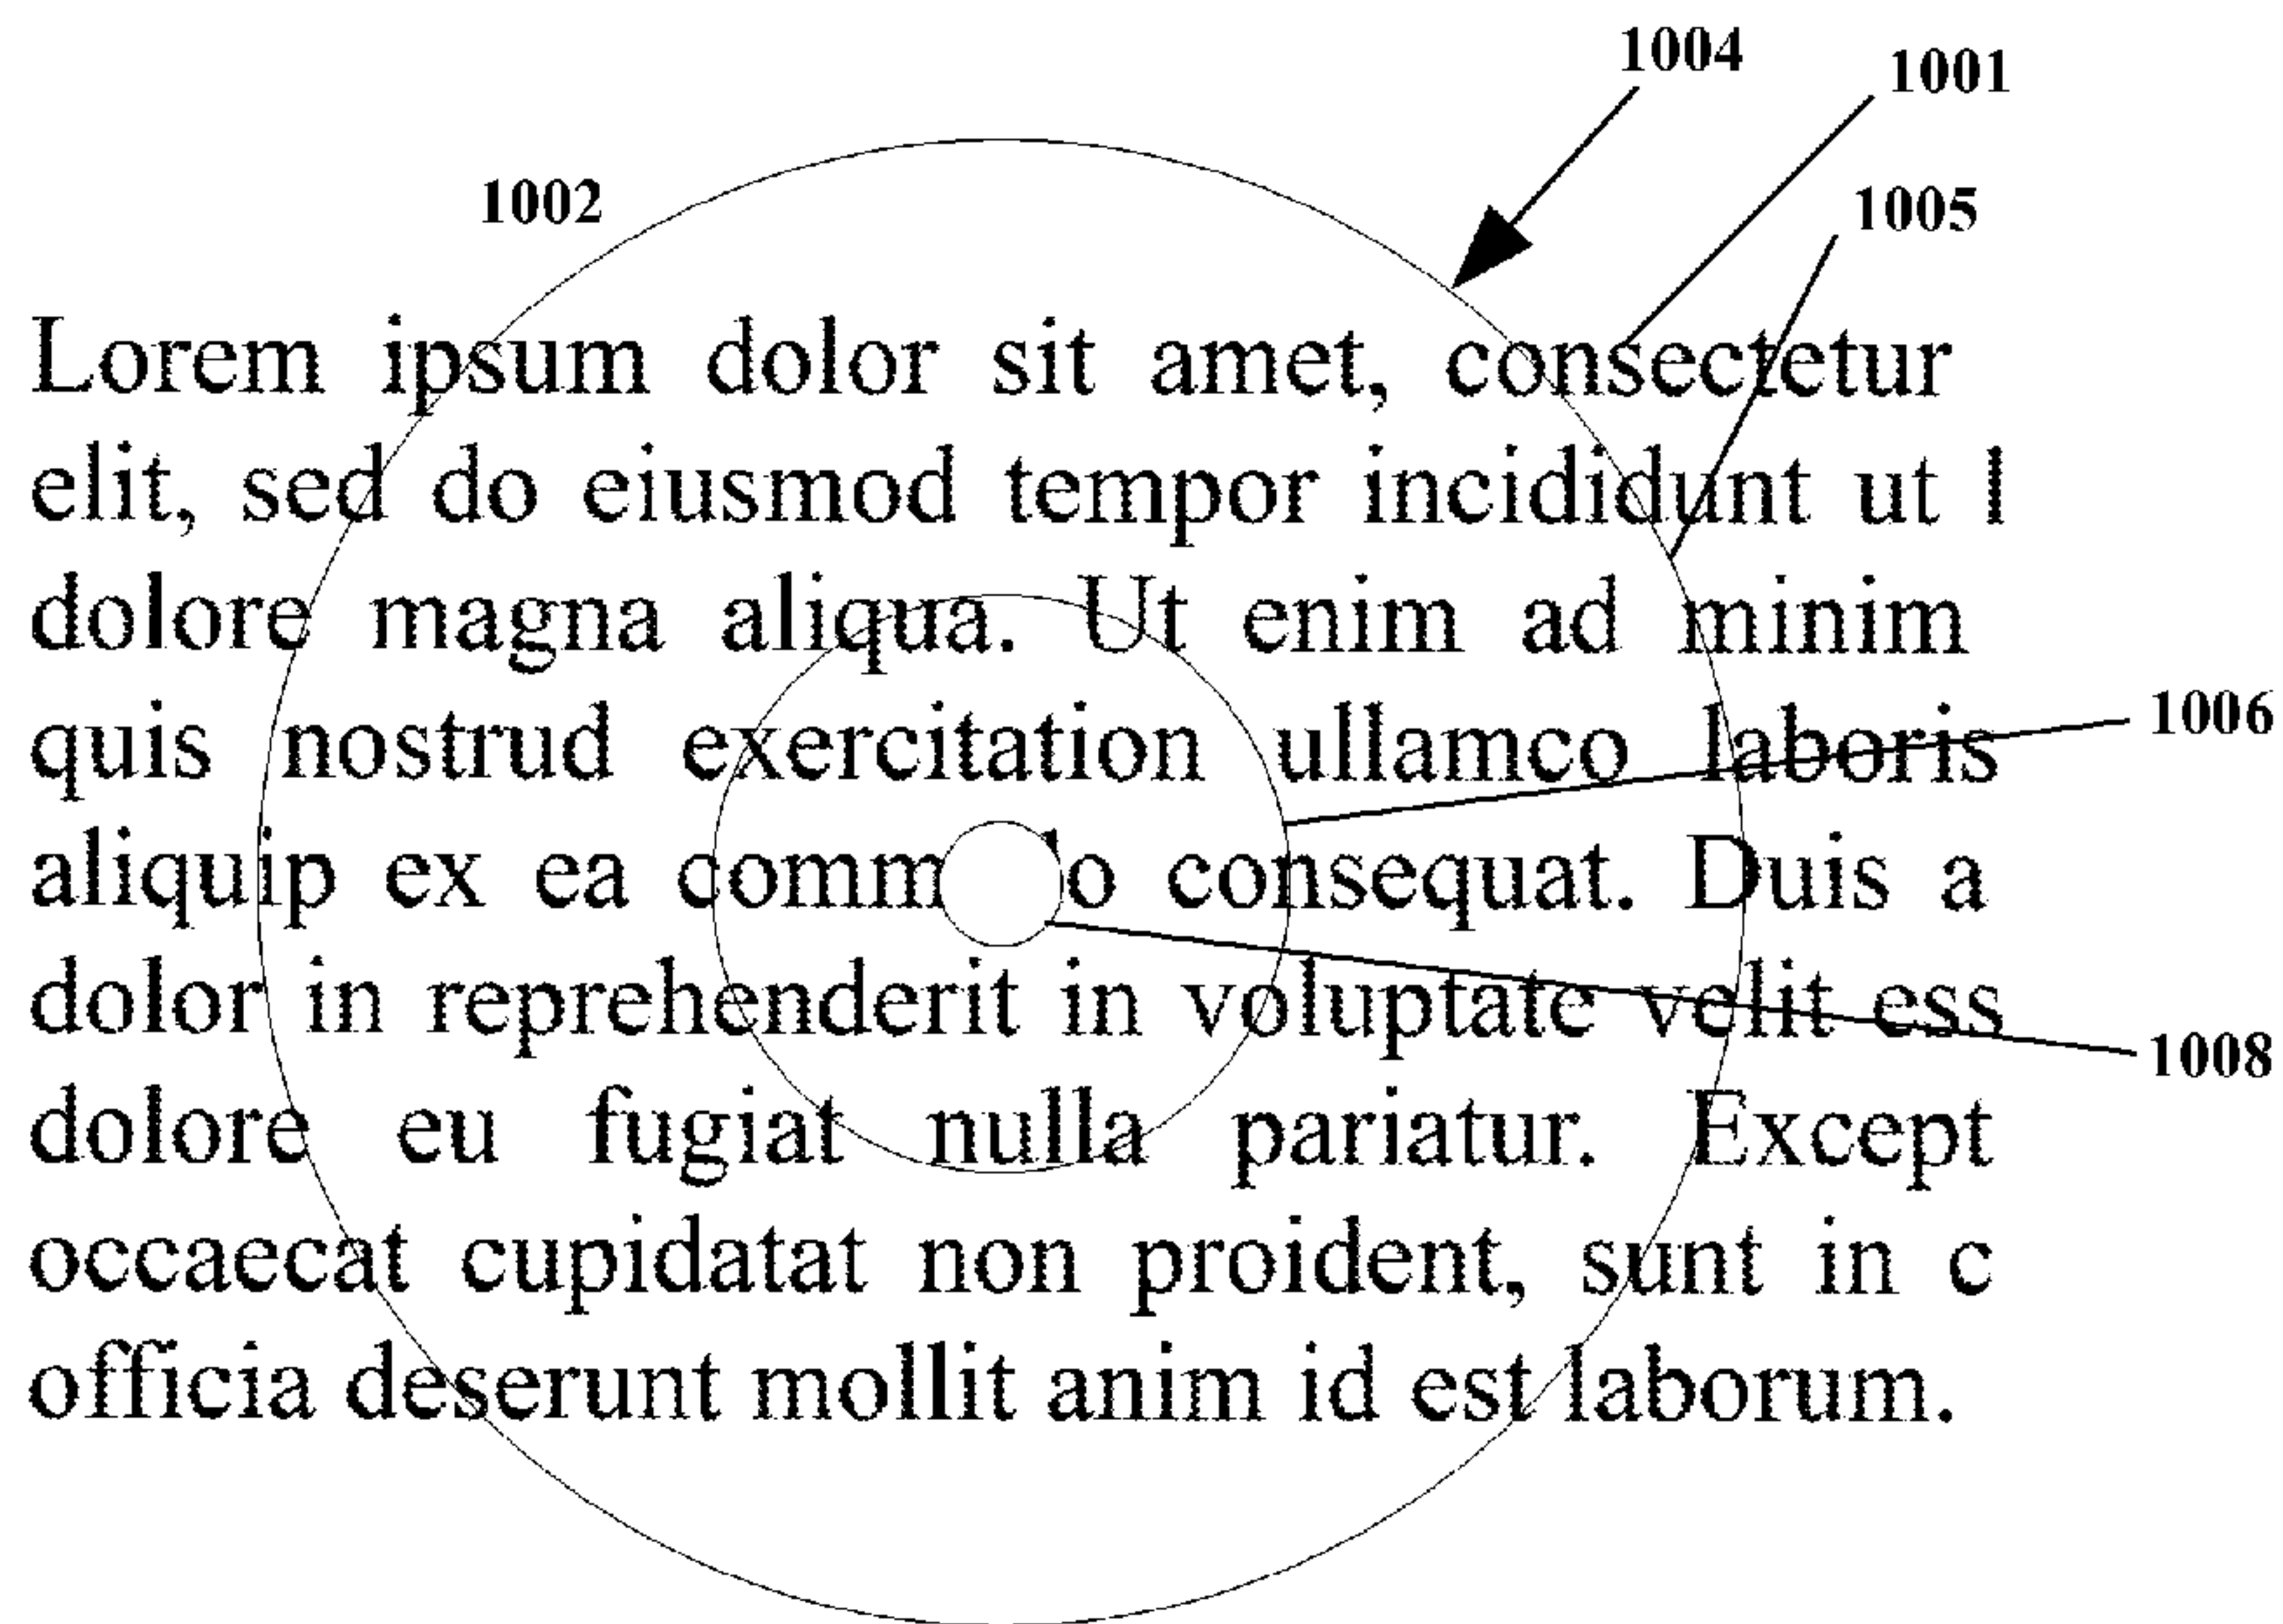 1004
1001
1002
1005
Lorem ipsum dolor sit amet, consectetur
elit, sed do eiusmod tempor incididunt ut l
dolore magna aliqua. Ut enim ad minim
1006
quis nostrud exercitation ullamco laboris
aliquip ex ea comm o consequat. Duis a
dolor in reprehenderit in voluptate velit ess
1008
dolore eu fugiat nulla pariatur. Except
occaecat cupidatat non proident, sunt in c
officia deserunt mollit anim id est laborum.